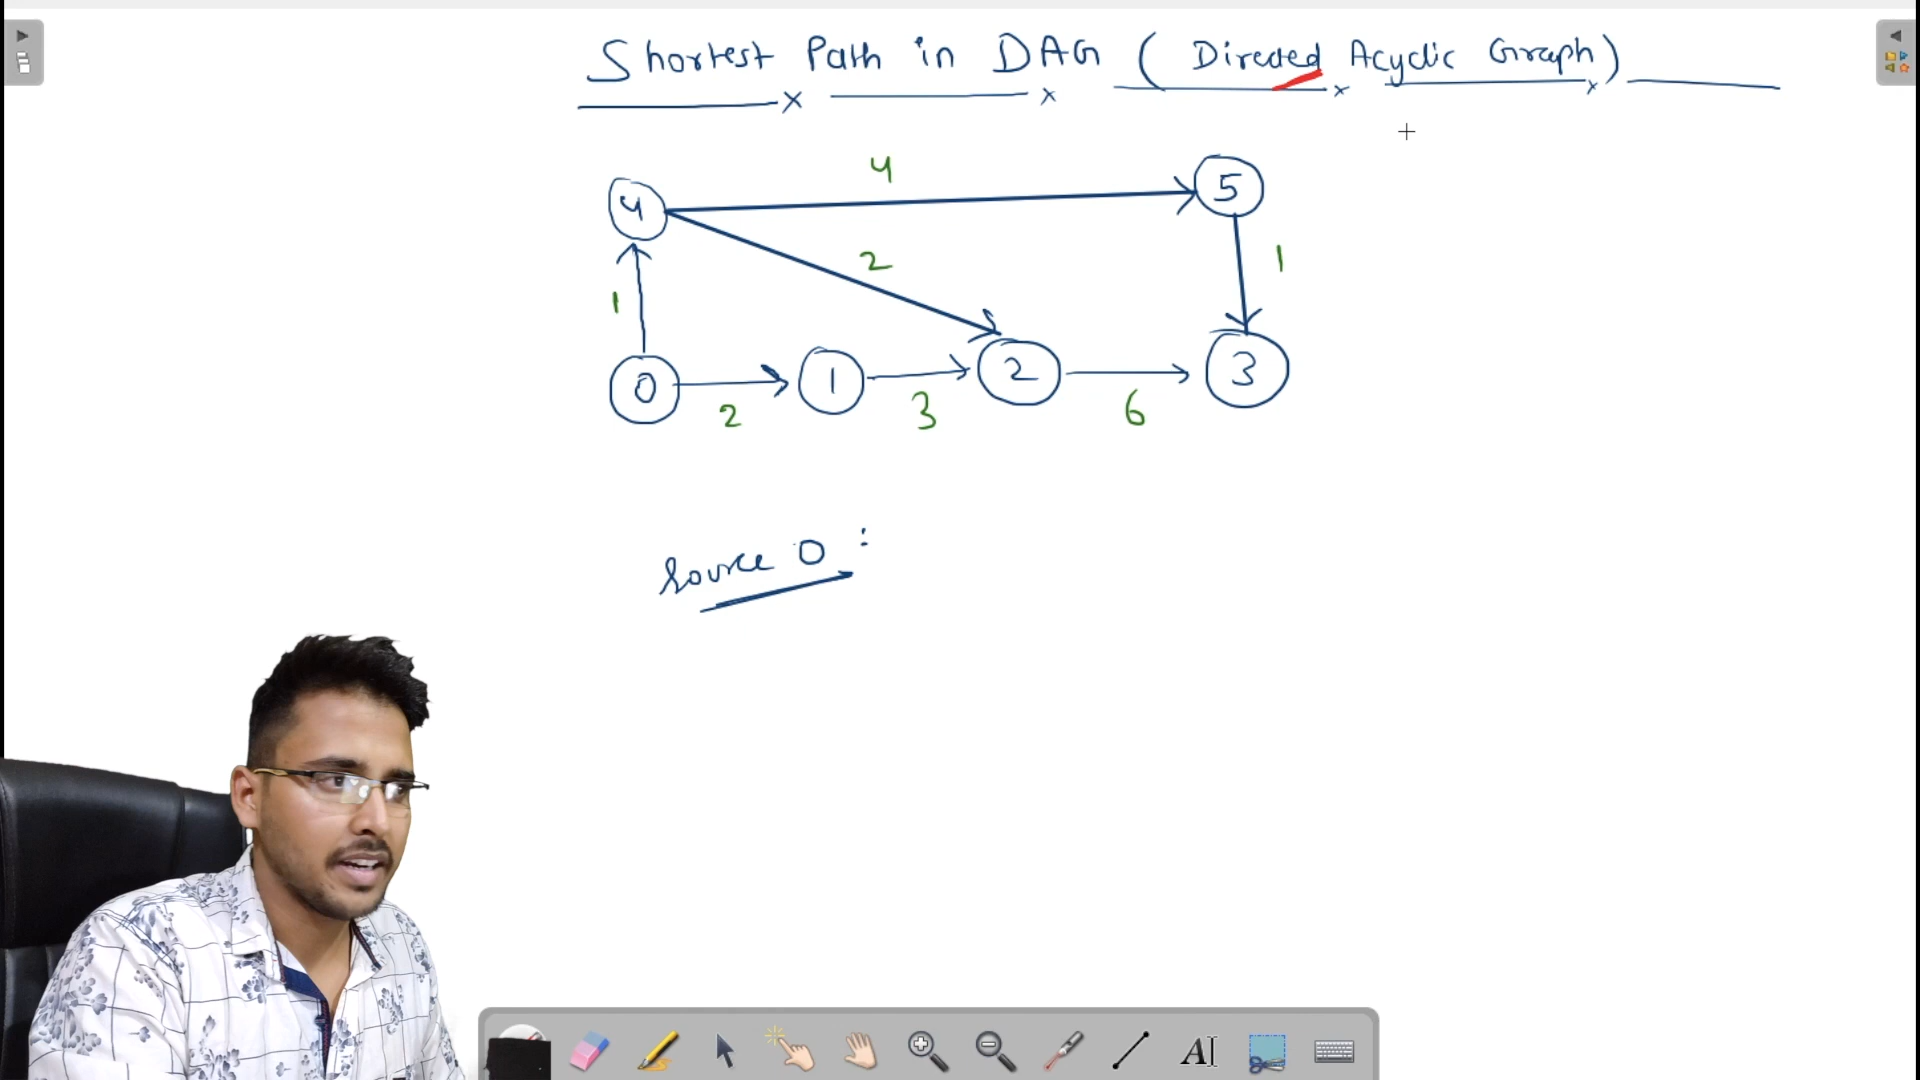 Shortest Path in DAG ( Directed Acyclic Graph )
4
4 5
2
1 1
0 1 2 3
2 3 6
source 0 :
AI